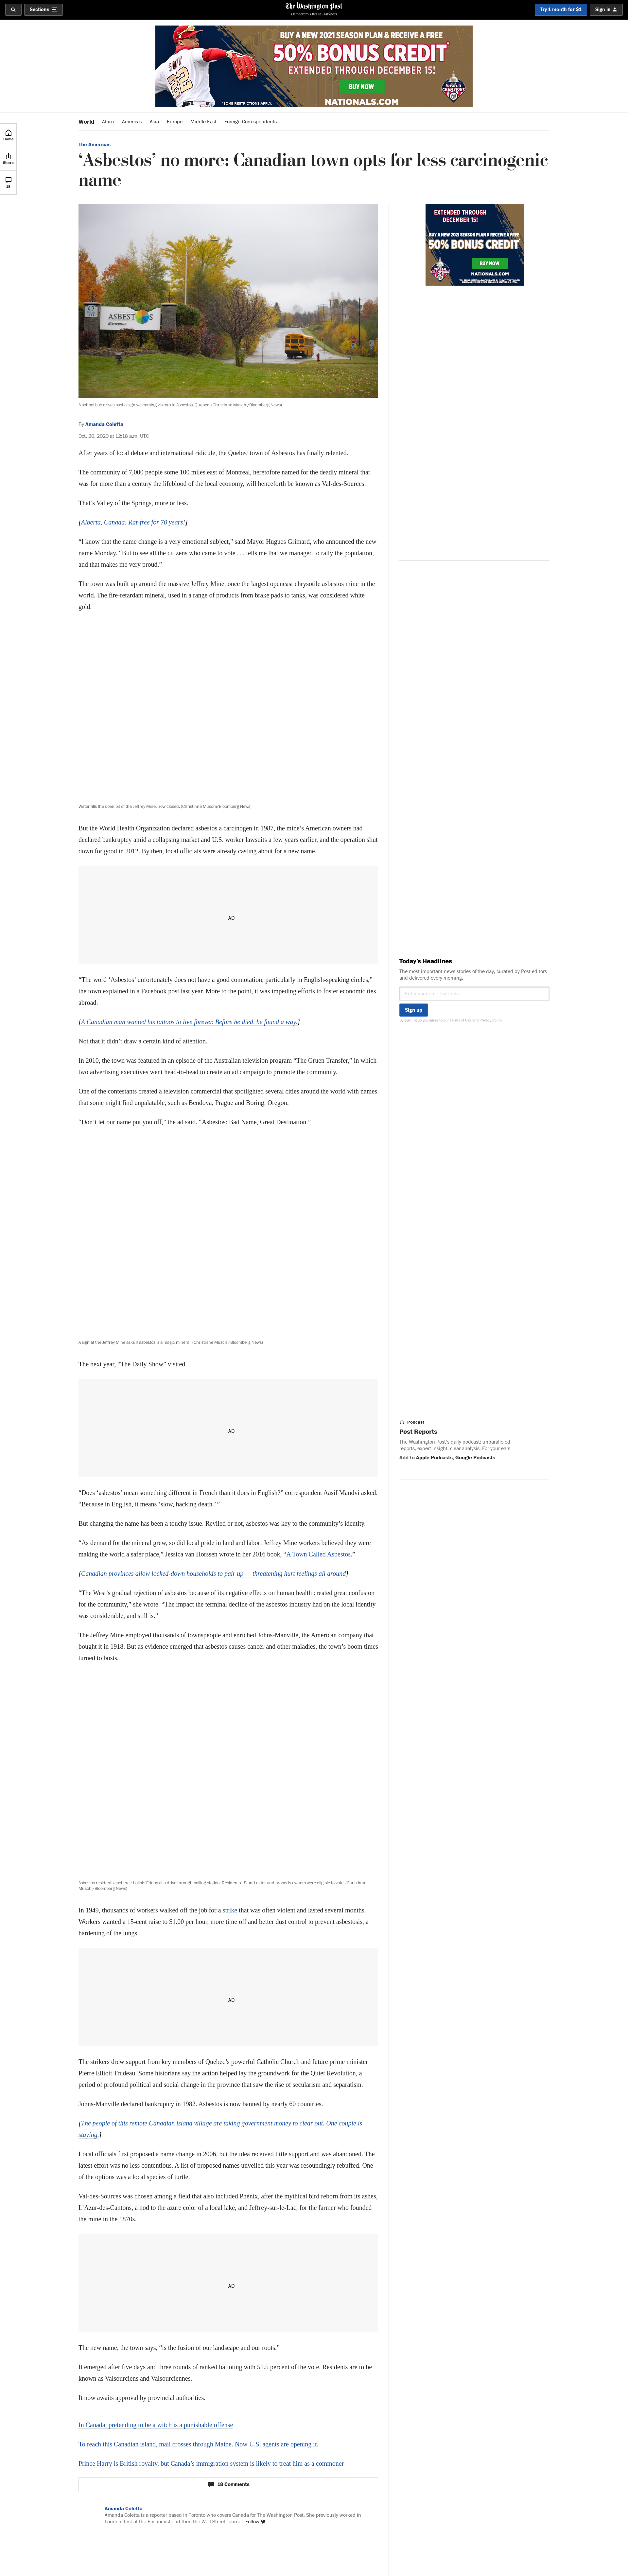 Sections
The Washington Post
Democracy Dies in Darkness
Try 1 month for $1
Sign in
BUY A NEW 2021 SEASON PLAN & RECEIVE A FREE
50% BONUS CREDIT*
EXTENDED THROUGH DECEMBER 15!
BUY NOW
*SOME RESTRICTIONS APPLY.
NATIONALS.COM
World
Africa
Americas
Asia
Europe
Middle East
Foreign Correspondents
Home
Share
The Americas
‘Asbestos’ no more: Canadian town opts for less carcinogenic
name
EXTENDED THROUGH
DECEMBER 15!
BUY A NEW 2021 SEASON PLAN & RECEIVE A FREE
50% BONUS CREDIT*
BUY NOW
NATIONALS.COM
ASBESTOS
Bienvenue
A school bus drives past a sign welcoming visitors to Asbestos, Quebec. (Christinne Muschi/Bloomberg News)
By Amanda Coletta
Oct. 20, 2020 at 12:18 a.m. UTC
After years of local debate and international ridicule, the Quebec town of Asbestos has finally relented.
The community of 7,000 people some 100 miles east of Montreal, heretofore named for the deadly mineral that
was for more than a century the lifeblood of the local economy, will henceforth be known as Val-des-Sources.
That’s Valley of the Springs, more or less.
[Alberta, Canada: Rat-free for 70 years!]
“I know that the name change is a very emotional subject,” said Mayor Hugues Grimard, who announced the new
name Monday. “But to see all the citizens who came to vote . . . tells me that we managed to rally the population,
and that makes me very proud.”
The town was built up around the massive Jeffrey Mine, once the largest opencast chrysotile asbestos mine in the
world. The fire-retardant mineral, used in a range of products from brake pads to tanks, was considered white
gold.
Water fills the open pit of the Jeffrey Mine, now closed. (Christinne Muschi/Bloomberg News)
But the World Health Organization declared asbestos a carcinogen in 1987, the mine’s American owners had
declared bankruptcy amid a collapsing market and U.S. worker lawsuits a few years earlier, and the operation shut
down for good in 2012. By then, local officials were already casting about for a new name.
AD
Today’s Headlines
The most important news stories of the day, curated by Post editors
and delivered every morning.
Enter your email address
Sign up
By signing up you agree to our Terms of Use and Privacy Policy
“The word ‘Asbestos’ unfortunately does not have a good connotation, particularly in English-speaking circles,”
the town explained in a Facebook post last year. More to the point, it was impeding efforts to foster economic ties
abroad.
[A Canadian man wanted his tattoos to live forever. Before he died, he found a way.]
Not that it didn’t draw a certain kind of attention.
In 2010, the town was featured in an episode of the Australian television program “The Gruen Transfer,” in which
two advertising executives went head-to-head to create an ad campaign to promote the community.
One of the contestants created a television commercial that spotlighted several cities around the world with names
that some might find unpalatable, such as Bendova, Prague and Boring, Oregon.
“Don’t let our name put you off,” the ad said. “Asbestos: Bad Name, Great Destination.”
A sign at the Jeffrey Mine asks if asbestos is a magic mineral. (Christinne Muschi/Bloomberg News)
The next year, “The Daily Show” visited.
AD
Podcast
Post Reports
The Washington Post’s daily podcast: unparalleled
reports, expert insight, clear analysis. For your ears.
Add to Apple Podcasts, Google Podcasts
“Does ‘asbestos’ mean something different in French than it does in English?” correspondent Aasif Mandvi asked.
“Because in English, it means ‘slow, hacking death.’ ”
But changing the name has been a touchy issue. Reviled or not, asbestos was key to the community’s identity.
“As demand for the mineral grew, so did local pride in land and labor: Jeffrey Mine workers believed they were
making the world a safer place,” Jessica van Horssen wrote in her 2016 book, “A Town Called Asbestos.”
[Canadian provinces allow locked-down households to pair up — threatening hurt feelings all around]
“The West’s gradual rejection of asbestos because of its negative effects on human health created great confusion
for the community,” she wrote. “The impact the terminal decline of the asbestos industry had on the local identity
was considerable, and still is.”
The Jeffrey Mine employed thousands of townspeople and enriched Johns-Manville, the American company that
bought it in 1918. But as evidence emerged that asbestos causes cancer and other maladies, the town’s boom times
turned to busts.
Asbestos residents cast their ballots Friday at a drive-through polling station. Residents 15 and older and property owners were eligible to vote. (Christinne
Muschi/Bloomberg News)
In 1949, thousands of workers walked off the job for a strike that was often violent and lasted several months.
Workers wanted a 15-cent raise to $1.00 per hour, more time off and better dust control to prevent asbestosis, a
hardening of the lungs.
AD
The strikers drew support from key members of Quebec’s powerful Catholic Church and future prime minister
Pierre Elliott Trudeau. Some historians say the action helped lay the groundwork for the Quiet Revolution, a
period of profound political and social change in the province that saw the rise of secularism and separatism.
Johns-Manville declared bankruptcy in 1982. Asbestos is now banned by nearly 60 countries.
[The people of this remote Canadian island village are taking government money to clear out. One couple is
staying.]
Local officials first proposed a name change in 2006, but the idea received little support and was abandoned. The
latest effort was no less contentious. A list of proposed names unveiled this year was resoundingly rebuffed. One
of the options was a local species of turtle.
Val-des-Sources was chosen among a field that also included Phénix, after the mythical bird reborn from its ashes,
L’Azur-des-Cantons, a nod to the azure color of a local lake, and Jeffrey-sur-le-Lac, for the farmer who founded
the mine in the 1870s.
AD
The new name, the town says, “is the fusion of our landscape and our roots.”
It emerged after five days and three rounds of ranked balloting with 51.5 percent of the vote. Residents are to be
known as Valsourciens and Valsourciennes.
It now awaits approval by provincial authorities.
In Canada, pretending to be a witch is a punishable offense
To reach this Canadian island, mail crosses through Maine. Now U.S. agents are opening it.
Prince Harry is British royalty, but Canada’s immigration system is likely to treat him as a commoner
18 Comments
Amanda Coletta
Amanda Coletta is a reporter based in Toronto who covers Canada for The Washington Post. She previously worked in
London, first at the Economist and then the Wall Street Journal. Follow